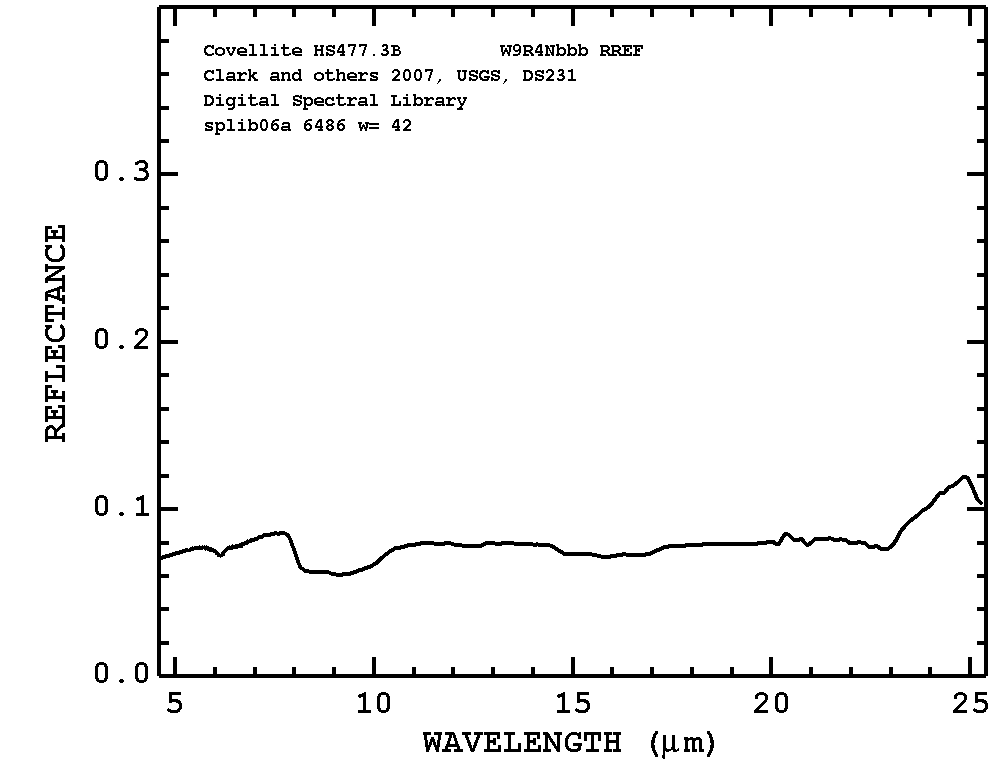 Covellite HS477.3B W9R4Nbbb RREF
Clark and others 2007, USGS, DS231
Digital Spectral Library
splib06a 6486 w= 42
0.3
0.2
0.1
0.0
REFLECTANCE
5 10 15 20 25
WAVELENGTH (μm)